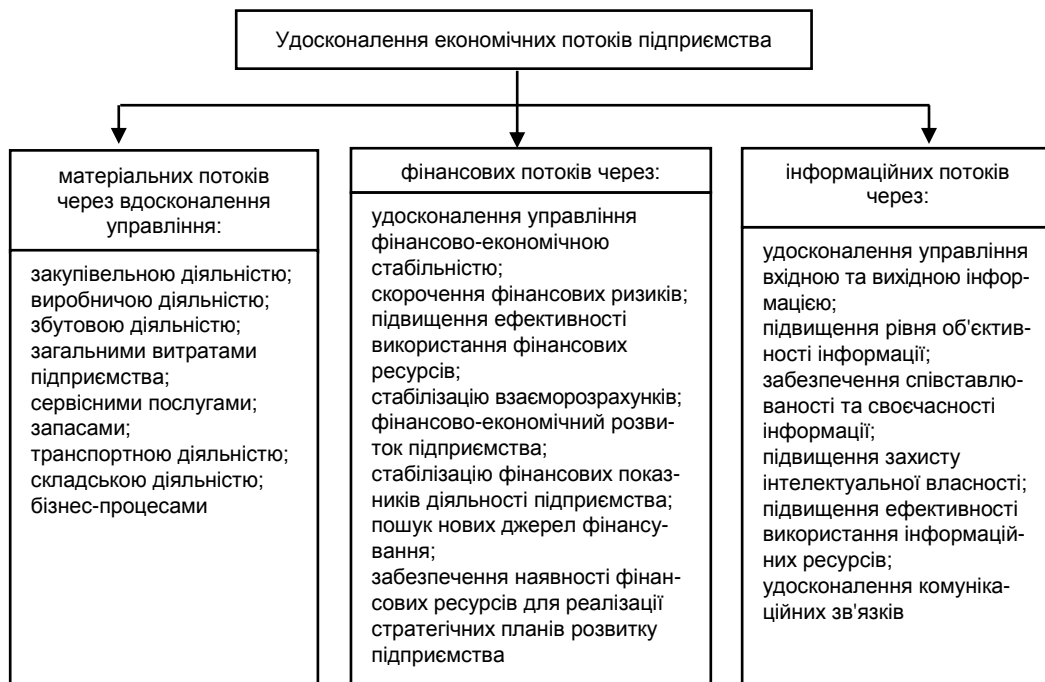 Удосконалення економічних потоків підприємства
матеріальних потоків
через вдосконалення
управління:
закупівельною діяльністю;
виробничою діяльністю;
збутовою діяльністю;
загальними витратами
підприємства;
сервісними послугами;
запасами;
транспортною діяльністю;
складською діяльністю;
бізнес-процесами
фінансових потоків через:
удосконалення управління
фінансово-економічною
стабільністю;
скорочення фінансових ризиків;
підвищення ефективності
використання фінансових
ресурсів;
стабілізацію взаєморозрахунків;
фінансово-економічний розви-
ток підприємства;
стабілізацію фінансових показ-
ників діяльності підприємства;
пошук нових джерел фінансу-
вання;
забезпечення наявності фінан-
сових ресурсів для реалізації
стратегічних планів розвитку
підприємства
інформаційних потоків
через:
удосконалення управління
вхідною та вихідною інфор-
мацією;
підвищення рівня об'єктив-
ності інформації;
забезпечення співставлю-
ваності та своєчасності
інформації;
підвищення захисту
інтелектуальної власності;
підвищення ефективності
використання інформацій-
них ресурсів;
удосконалення комуніка-
ційних зв'язків